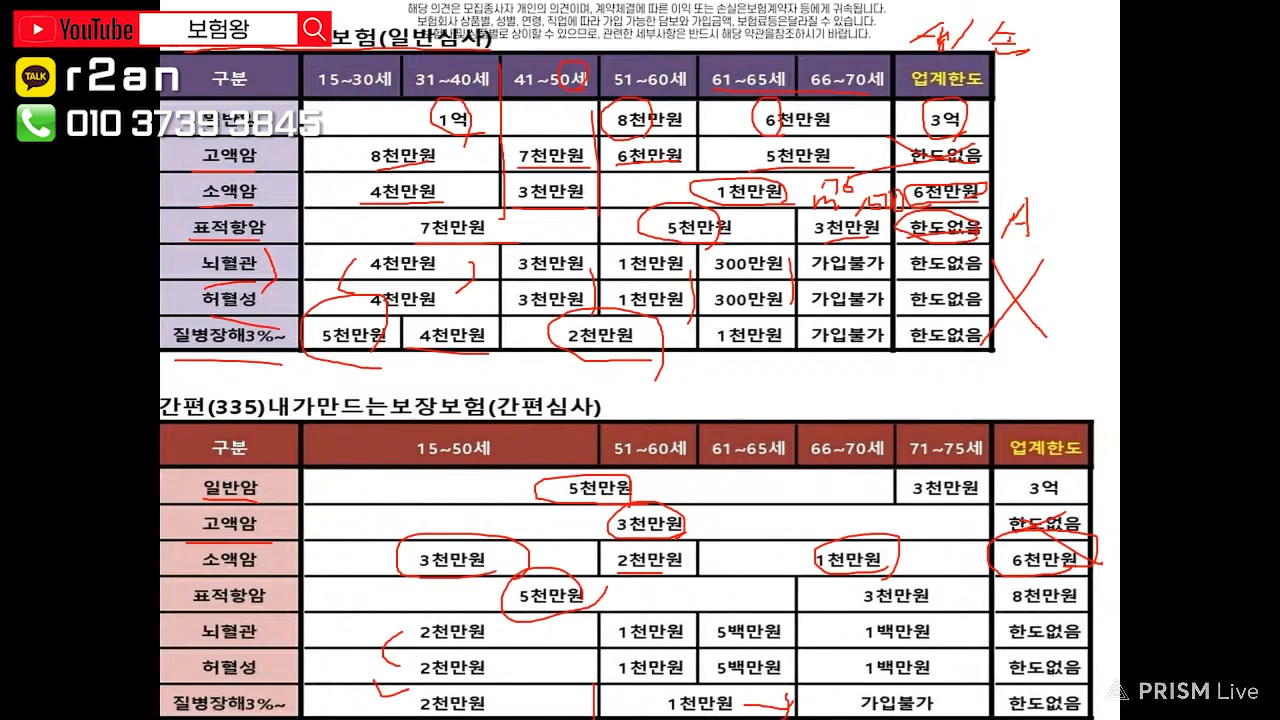 해당 의견은 모집종사자 개인의 의견이며, 계약체결에 따른 이익 또는 손실은보험계약자 등에게 귀속됩니다.
보험회사 상품별, 성별, 연령, 직업에 따라 가입 가능한 담보와 가입금액, 보험료등은달라질 수 있습니다.
상이할 수 있으므로, 관련한 세부사항은 반드시 해당 약관을참조하시기 바랍니다.
YouTube 보험왕
보험(일반심사)
TALK r2an
010 3739 3845
구분 15~30세 31~40세 41~50세 51~60세 61~65세 66~70세 업계한도
일반암 1억 8천만원 6천만원 3억
고액암 8천만원 7천만원 6천만원 5천만원 한도없음
소액암 4천만원 3천만원 1천만원 6천만원
표적항암 7천만원 5천만원 3천만원 한도없음
뇌혈관 4천만원 3천만원 1천만원 300만원 가입불가 한도없음
허혈성 4천만원 3천만원 1천만원 300만원 가입불가 한도없음
질병장해3%~ 5천만원 4천만원 2천만원 1천만원 가입불가 한도없음
간편(335)내가만드는보장보험(간편심사)
구분 15~50세 51~60세 61~65세 66~70세 71~75세 업계한도
일반암 5천만원 3천만원 3억
고액암 3천만원 한도없음
소액암 3천만원 2천만원 1천만원 6천만원
표적항암 5천만원 3천만원 8천만원
뇌혈관 2천만원 1천만원 5백만원 1백만원 한도없음
허혈성 2천만원 1천만원 5백만원 1백만원 한도없음
질병장해3%~ 2천만원 1천만원 가입불가 한도없음
PRISM Live